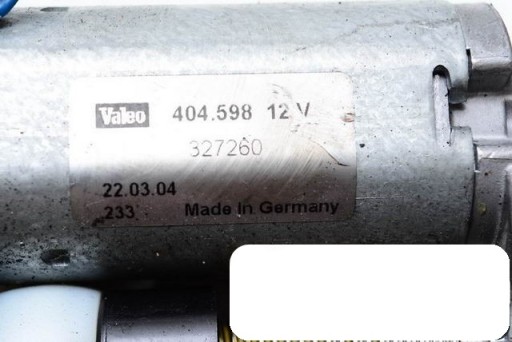 Valeo 404.598 12 V
327260
22.03.04
233 Made In Germany